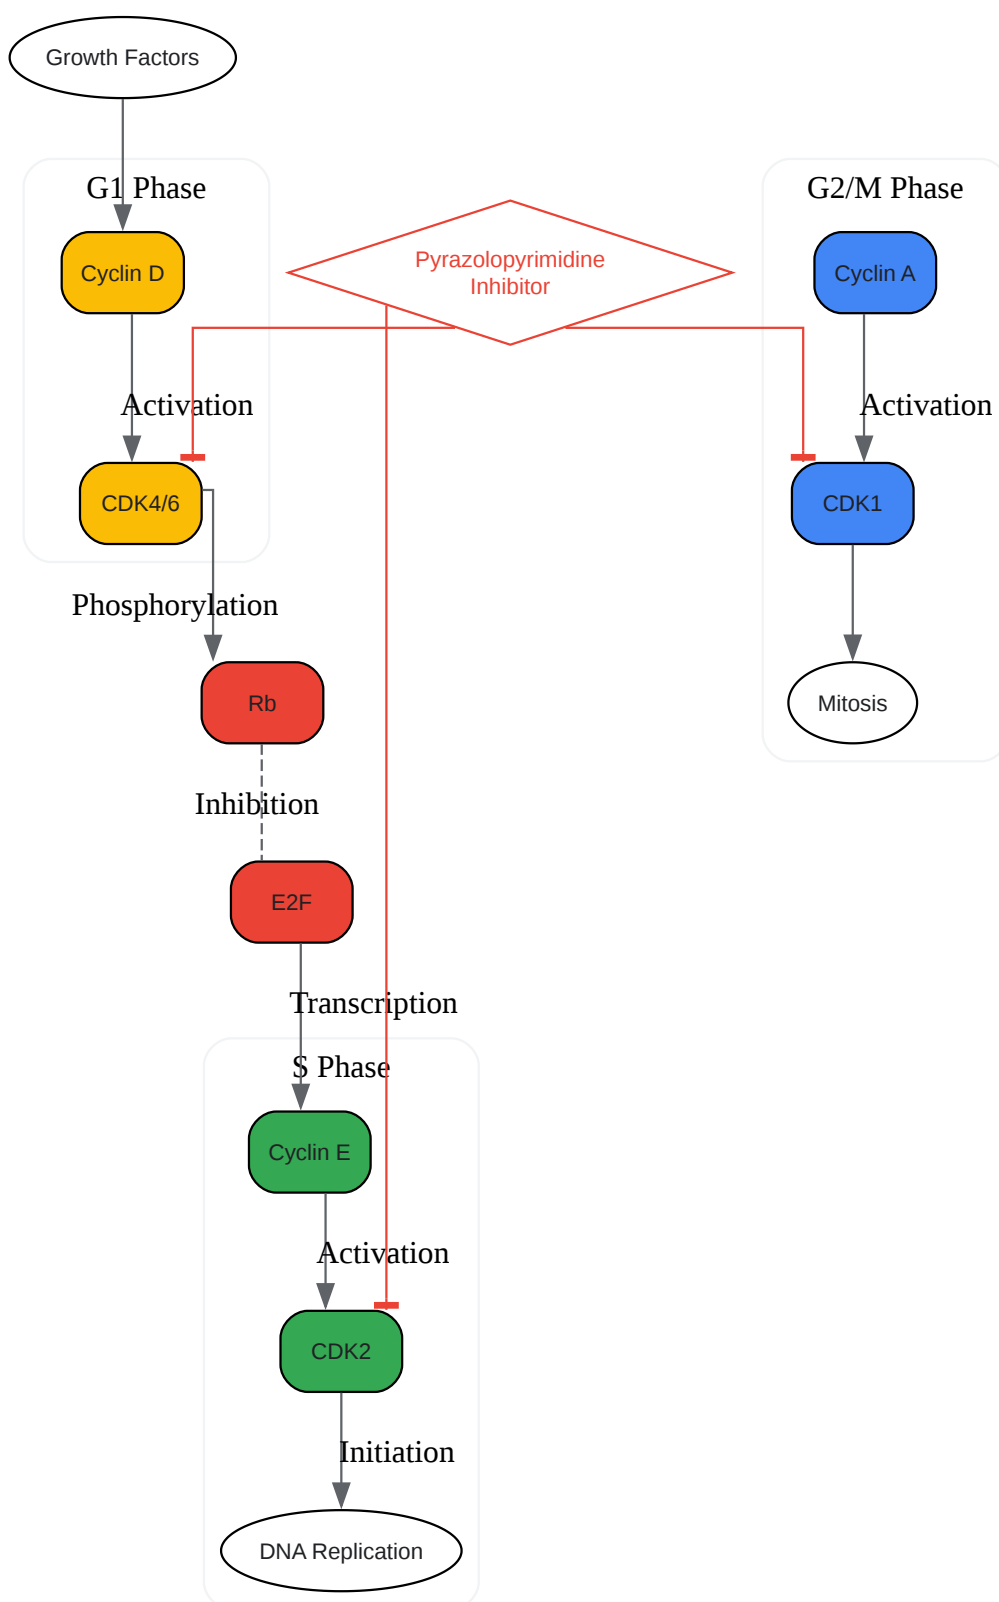 Growth Factors
G1 Phase
G2/M Phase
Cyclin D
Pyrazolopyrimidine
Inhibitor
Cyclin A
Activation
Activation
CDK4/6
CDK1
Phosphorylation
Rb
Mitosis
Inhibition
E2F
Transcription
S Phase
Cyclin E
Activation
CDK2
Initiation
DNA Replication